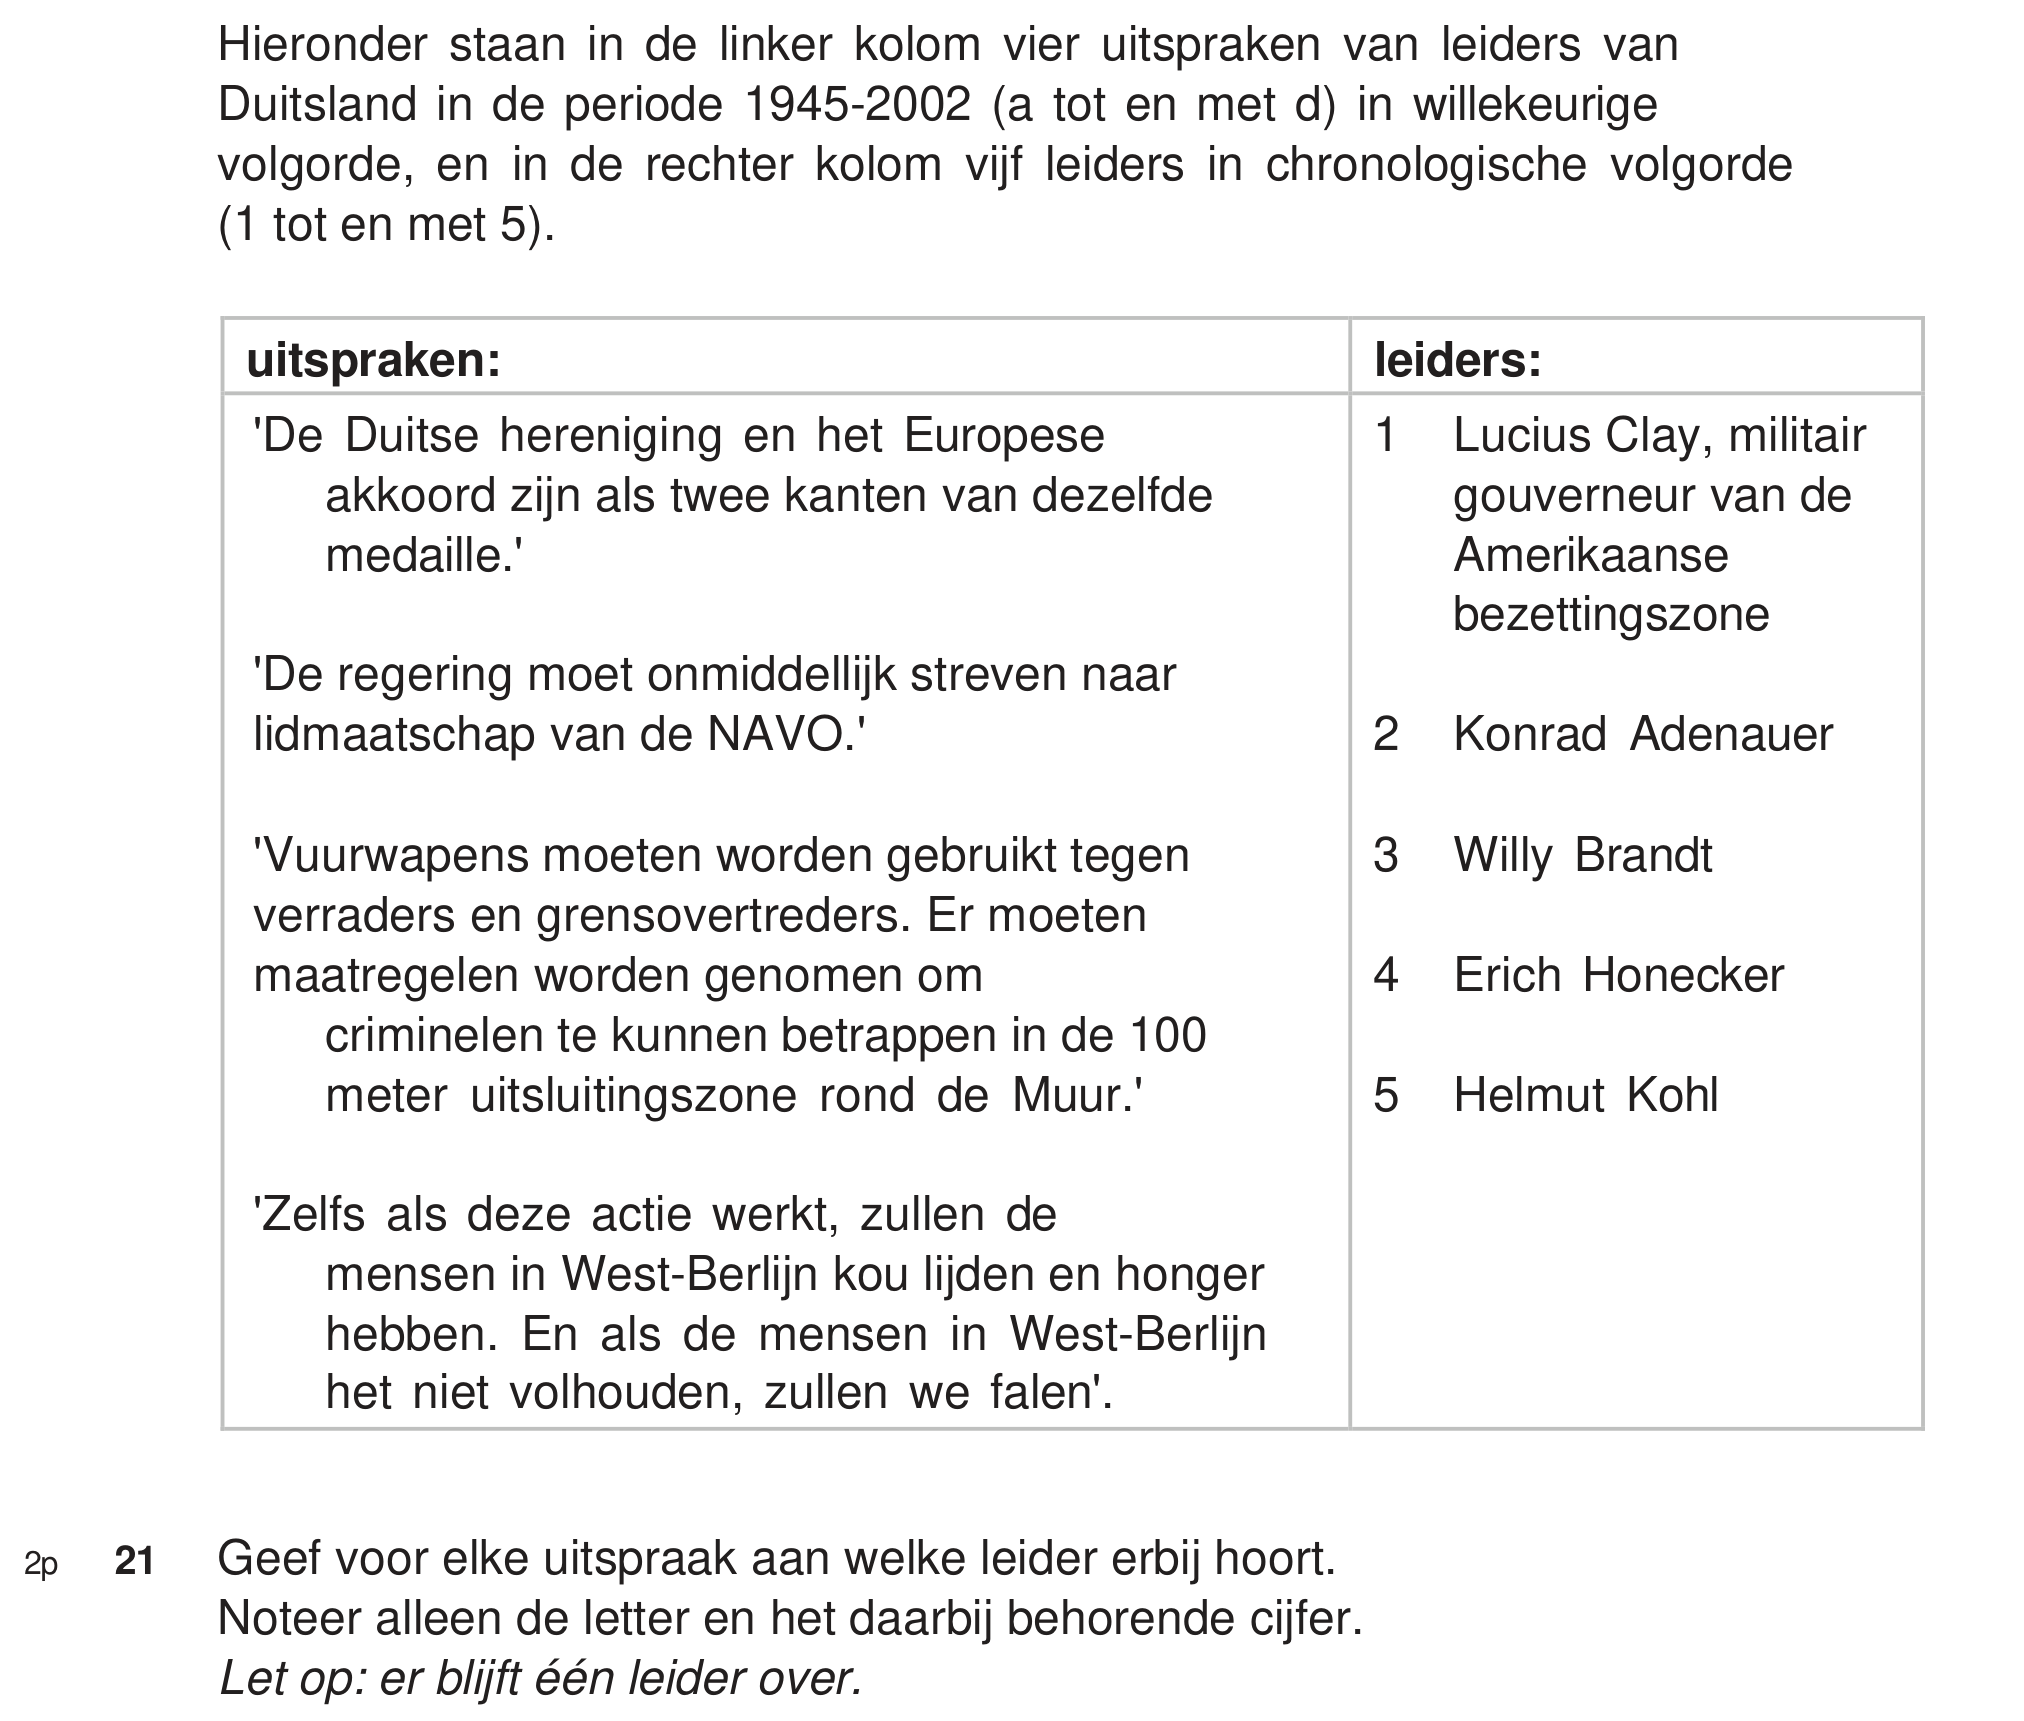 Hieronder staan in de linker kolom vier uitspraken van leiders van
Duitsland in de periode 1945-2002 (a tot en met d) in willekeurige
volgorde, en in de rechter kolom vijf leiders in chronologische volgorde
(1 tot en met 5).
uitspraken:
'De Duitse hereniging en het Europese
akkoord zijn als twee kanten van dezelfde
medaille.'
'De regering moet onmiddellijk streven naar
lidmaatschap van de NAVO.'
'Vuurwapens moeten worden gebruikt tegen
verraders en grensovertreders. Er moeten
maatregelen worden genomen om
criminelen te kunnen betrappen in de 100
meter uitsluitingszone rond de Muur.'
'Zelfs als deze actie werkt, zullen de
mensen in West-Berlijn kou lijden en honger
hebben. En als de mensen in West-Berlijn
het niet volhouden, zullen we falen'.
leiders:
1 Lucius Clay, militair
gouverneur van de
Amerikaanse
bezettingszone
2 Konrad Adenauer
3 Willy Brandt
4 Erich Honecker
5 Helmut Kohl
2p 21 Geef voor elke uitspraak aan welke leider erbij hoort.
Noteer alleen de letter en het daarbij behorende cijfer.
Let op: er blijft één leider over.